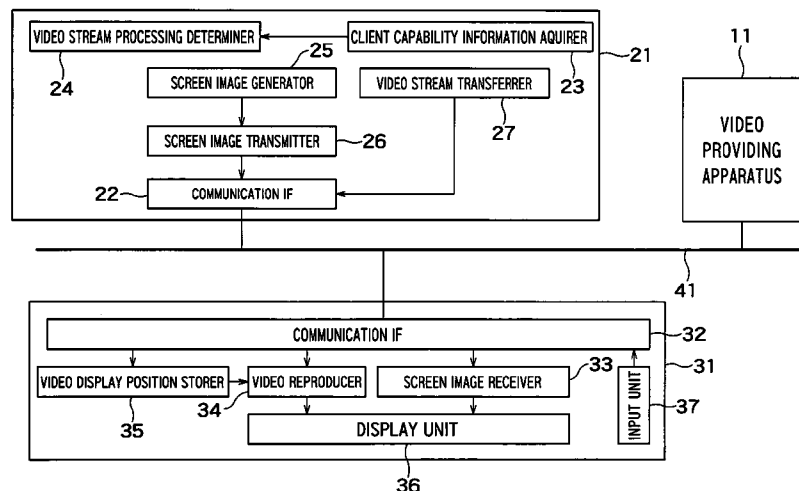 VIDEO STREAM PROCESSING DETERMINER
CLIENT CAPABILITY INFORMATION AQUIRER
24
25
23
21
SCREEN IMAGE GENERATOR
VIDEO STREAM TRANSFERRER
27
SCREEN IMAGE TRANSMITTER
26
22
COMMUNICATION IF
11
VIDEO
PROVIDING
APPARATUS
41
COMMUNICATION IF
32
31
VIDEO DISPLAY POSITION STORER
VIDEO REPRODUCER
SCREEN IMAGE RECEIVER
33
INPUT UNIT
37
35
34
DISPLAY UNIT
36